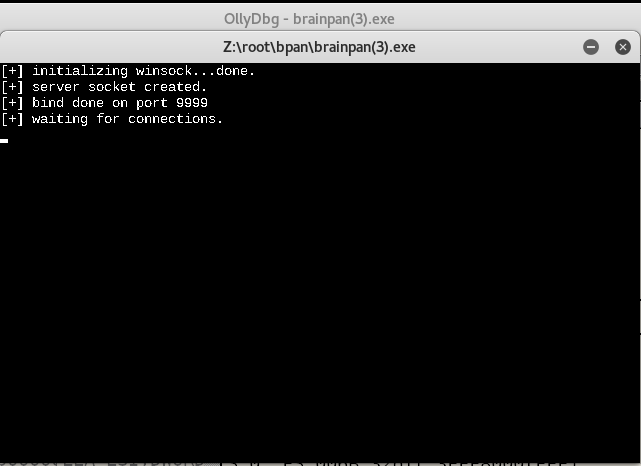 OllyDbg - brainpan(3).exe
Z:\root\bpan\brainpan(3).exe
[+] initializing winsock...done.
[+] server socket created.
[+] bind done on port 9999
[+] waiting for connections.